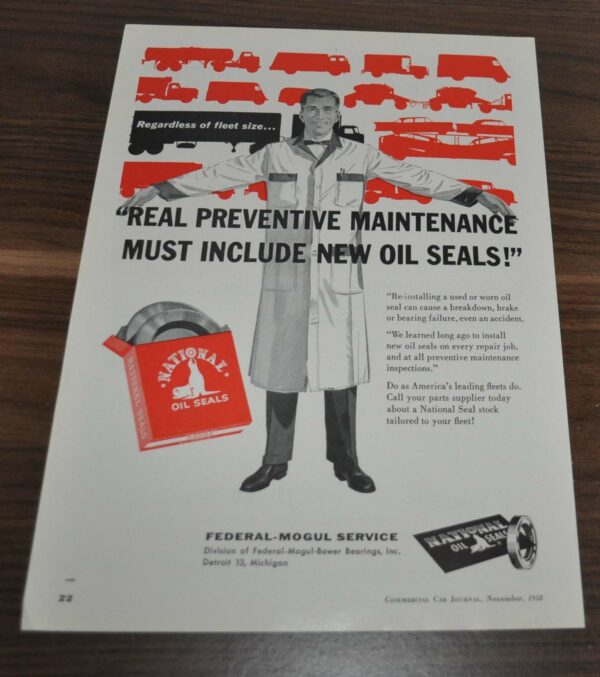 Regardless of fleet size...
"REAL PREVENTIVE MAINTENANCE
MUST INCLUDE NEW OIL SEALS!"
"Re-installing a used or worn oil
seal can cause a breakdown, brake
or bearing failure, even an accident.
"We learned long ago to install
new oil seals on every repair job,
and at all preventive maintenance
inspections."
Do as America's leading fleets do.
Call your parts supplier today
about a National Seal stock
tailored to your fleet!
NATIONAL
OIL SEALS
NATIONAL SEALS
FEDERAL-MOGUL SERVICE
Division of Federal-Mogul-Bower Bearings, Inc.
Detroit 13, Michigan
NATIONAL
OIL SEALS
22
COMMERCIAL CAR JOURNAL, November, 1958